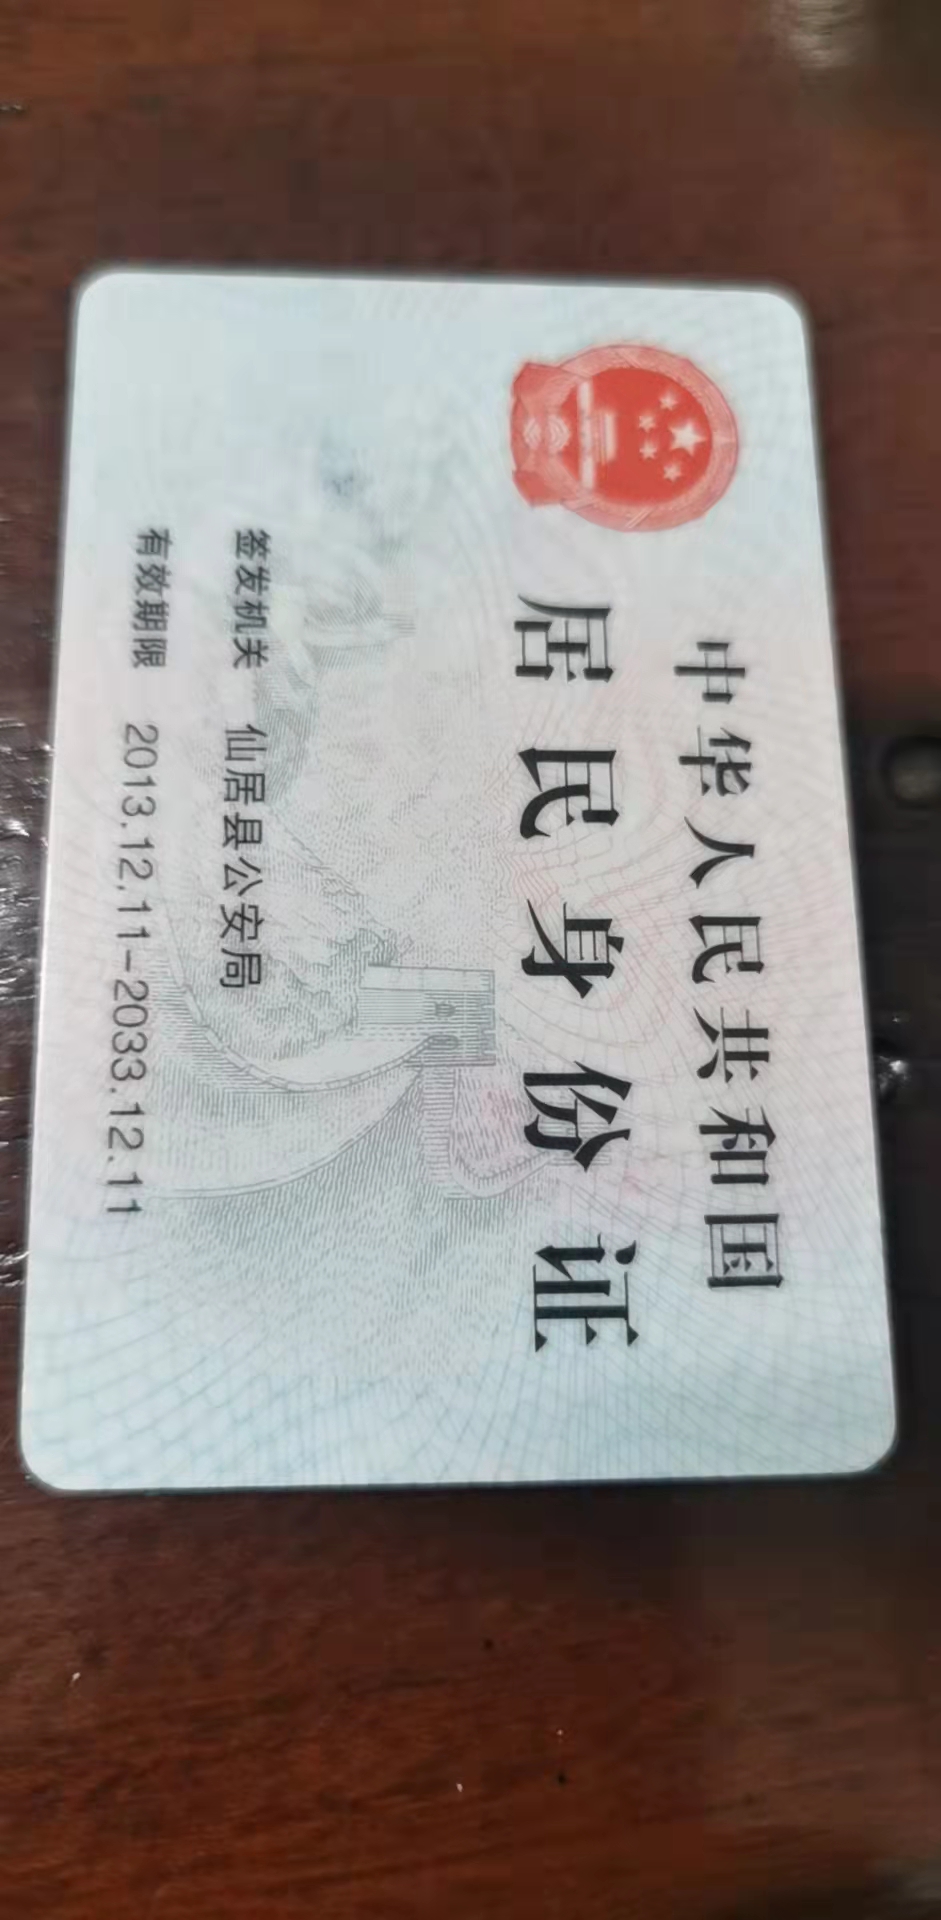 中华人民共和国
居民身份证
签发机关 仙居县公安局
有效期限 2013.12.11-2033.12.11